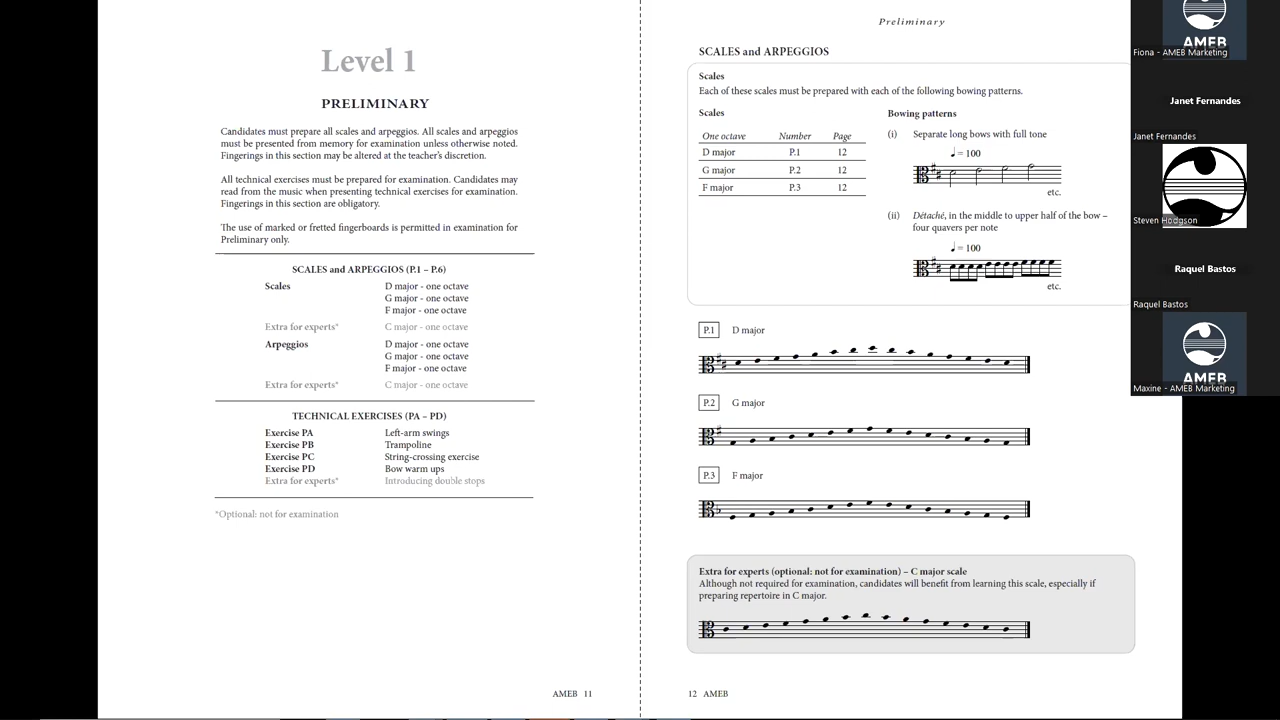 Level 1
PRELIMINARY
Candidates must prepare all scales and arpeggios. All scales and arpeggios
must be presented from memory for examination unless otherwise noted.
Fingerings in this section may be altered at the teacher's discretion.
All technical exercises must be prepared for examination. Candidates may
read from the music when presenting technical exercises for examination.
Fingerings in this section are obligatory.
The use of marked or fretted fingerboards is permitted in examination for
Preliminary only.
SCALES and ARPEGGIOS (P.1 – P.6)
Scales D major - one octave
G major - one octave
F major - one octave
Extra for experts* C major - one octave
Arpeggios D major - one octave
G major - one octave
F major - one octave
Extra for experts* C major - one octave
TECHNICAL EXERCISES (PA – PD)
Exercise PA Left-arm swings
Exercise PB Trampoline
Exercise PC String-crossing exercise
Exercise PD Bow warm ups
Extra for experts* Introducing double stops
*Optional: not for examination
AMEB 11
Preliminary
SCALES and ARPEGGIOS
Scales
Each of these scales must be prepared with each of the following bowing patterns.
Scales
One octave Number Page
D major P.1 12
G major P.2 12
F major P.3 12
Bowing patterns
(i) Separate long bows with full tone
♩ = 100
etc.
(ii) Détaché, in the middle to upper half of the bow –
four quavers per note
♩ = 100
etc.
P.1 D major
P.2 G major
P.3 F major
Extra for experts (optional: not for examination) – C major scale
Although not required for examination, candidates will benefit from learning this scale, especially if
preparing repertoire in C major.
12 AMEB
AMEB
Fiona - AMEB Marketing
Janet Fernandes
Janet Fernandes
Steven Hodgson
Raquel Bastos
Raquel Bastos
AMEB
Maxine - AMEB Marketing